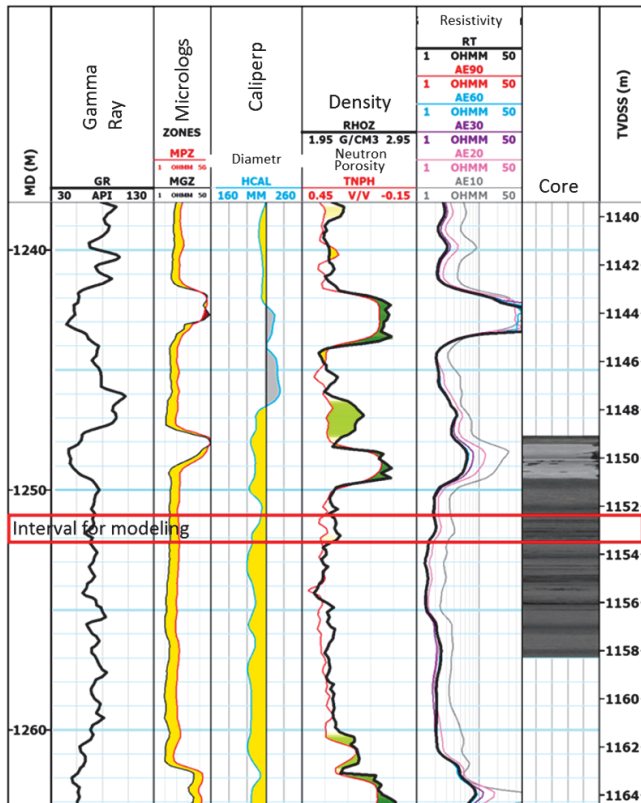 MD (M)
Gamma
Ray
GR
30 API 130
Micrologs
ZONES
MPZ
1 OHMM 56
MGZ
1 OHMM 50
Caliperp
Diametr
HCAL
160 MM 260
Density
RHOZ
1.95 G/CM3 2.95
Neutron
Porosity
TNPH
0.45 V/V -0.15
Resistivity
RT
1 OHMM 50
AE90
1 OHMM 50
AE60
1 OHMM 50
AE30
1 OHMM 50
AE20
1 OHMM 50
AE10
1 OHMM 50
Core
TVDSS (m)
1140
1240
1142
1144
1146
1148
1150
1250
1152
Interval for modeling
1154
1156
1158
1160
1260
1162
1164